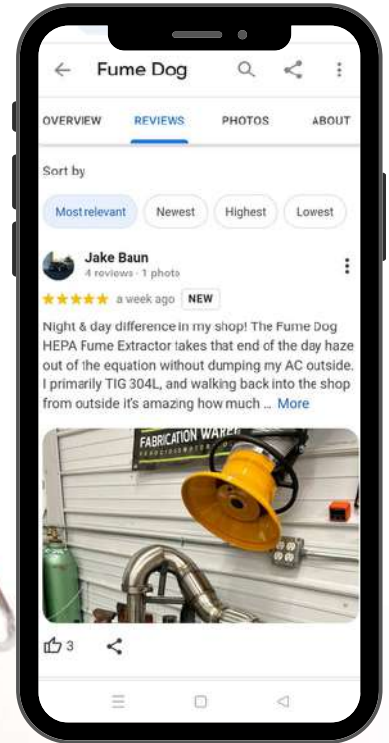 Fume Dog
OVERVIEW REVIEWS PHOTOS ABOUT
Sort by
Most relevant Newest Highest Lowest
Jake Baun
4 reviews · 1 photo
a week ago NEW
Night & day difference in my shop! The Fume Dog
HEPA Fume Extractor takes that end of the day haze
out of the equation without dumping my AC outside.
I primarily TIG 304L, and walking back into the shop
from outside it's amazing how much ... More
FABRICATION
3